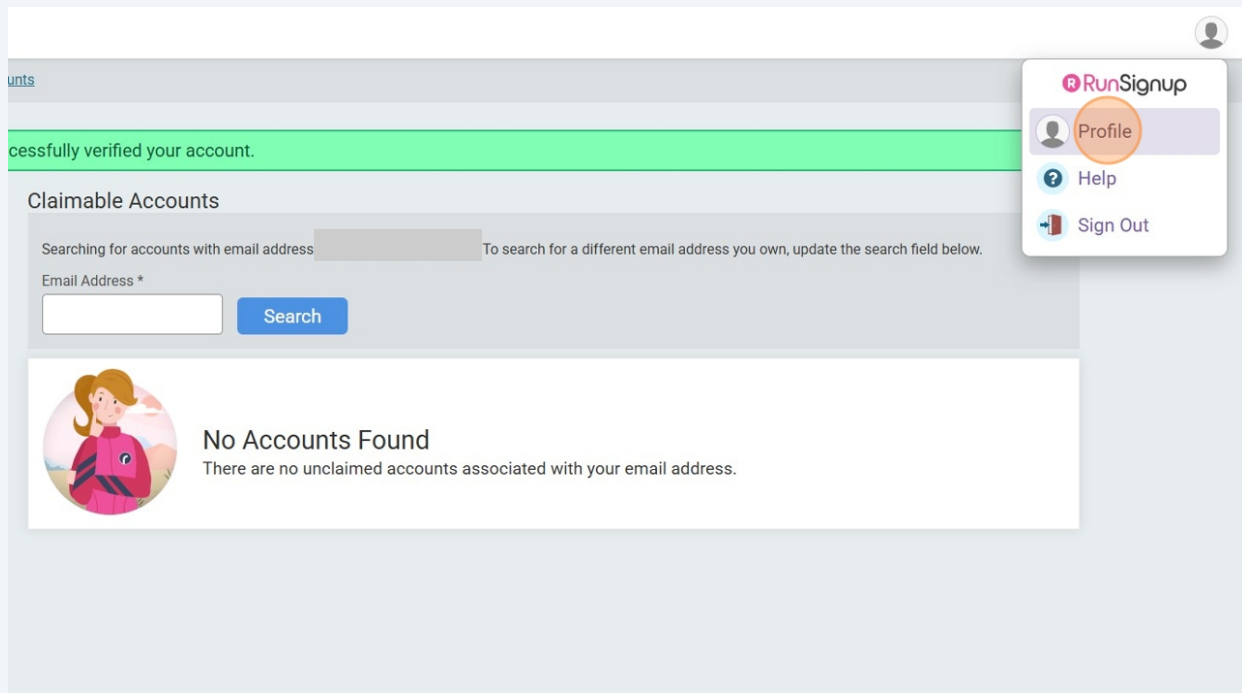 unts
RunSignup
Profile
Help
Sign Out
cessfully verified your account.
Claimable Accounts
Searching for accounts with email address To search for a different email address you own, update the search field below.
Email Address *
Search
No Accounts Found
There are no unclaimed accounts associated with your email address.